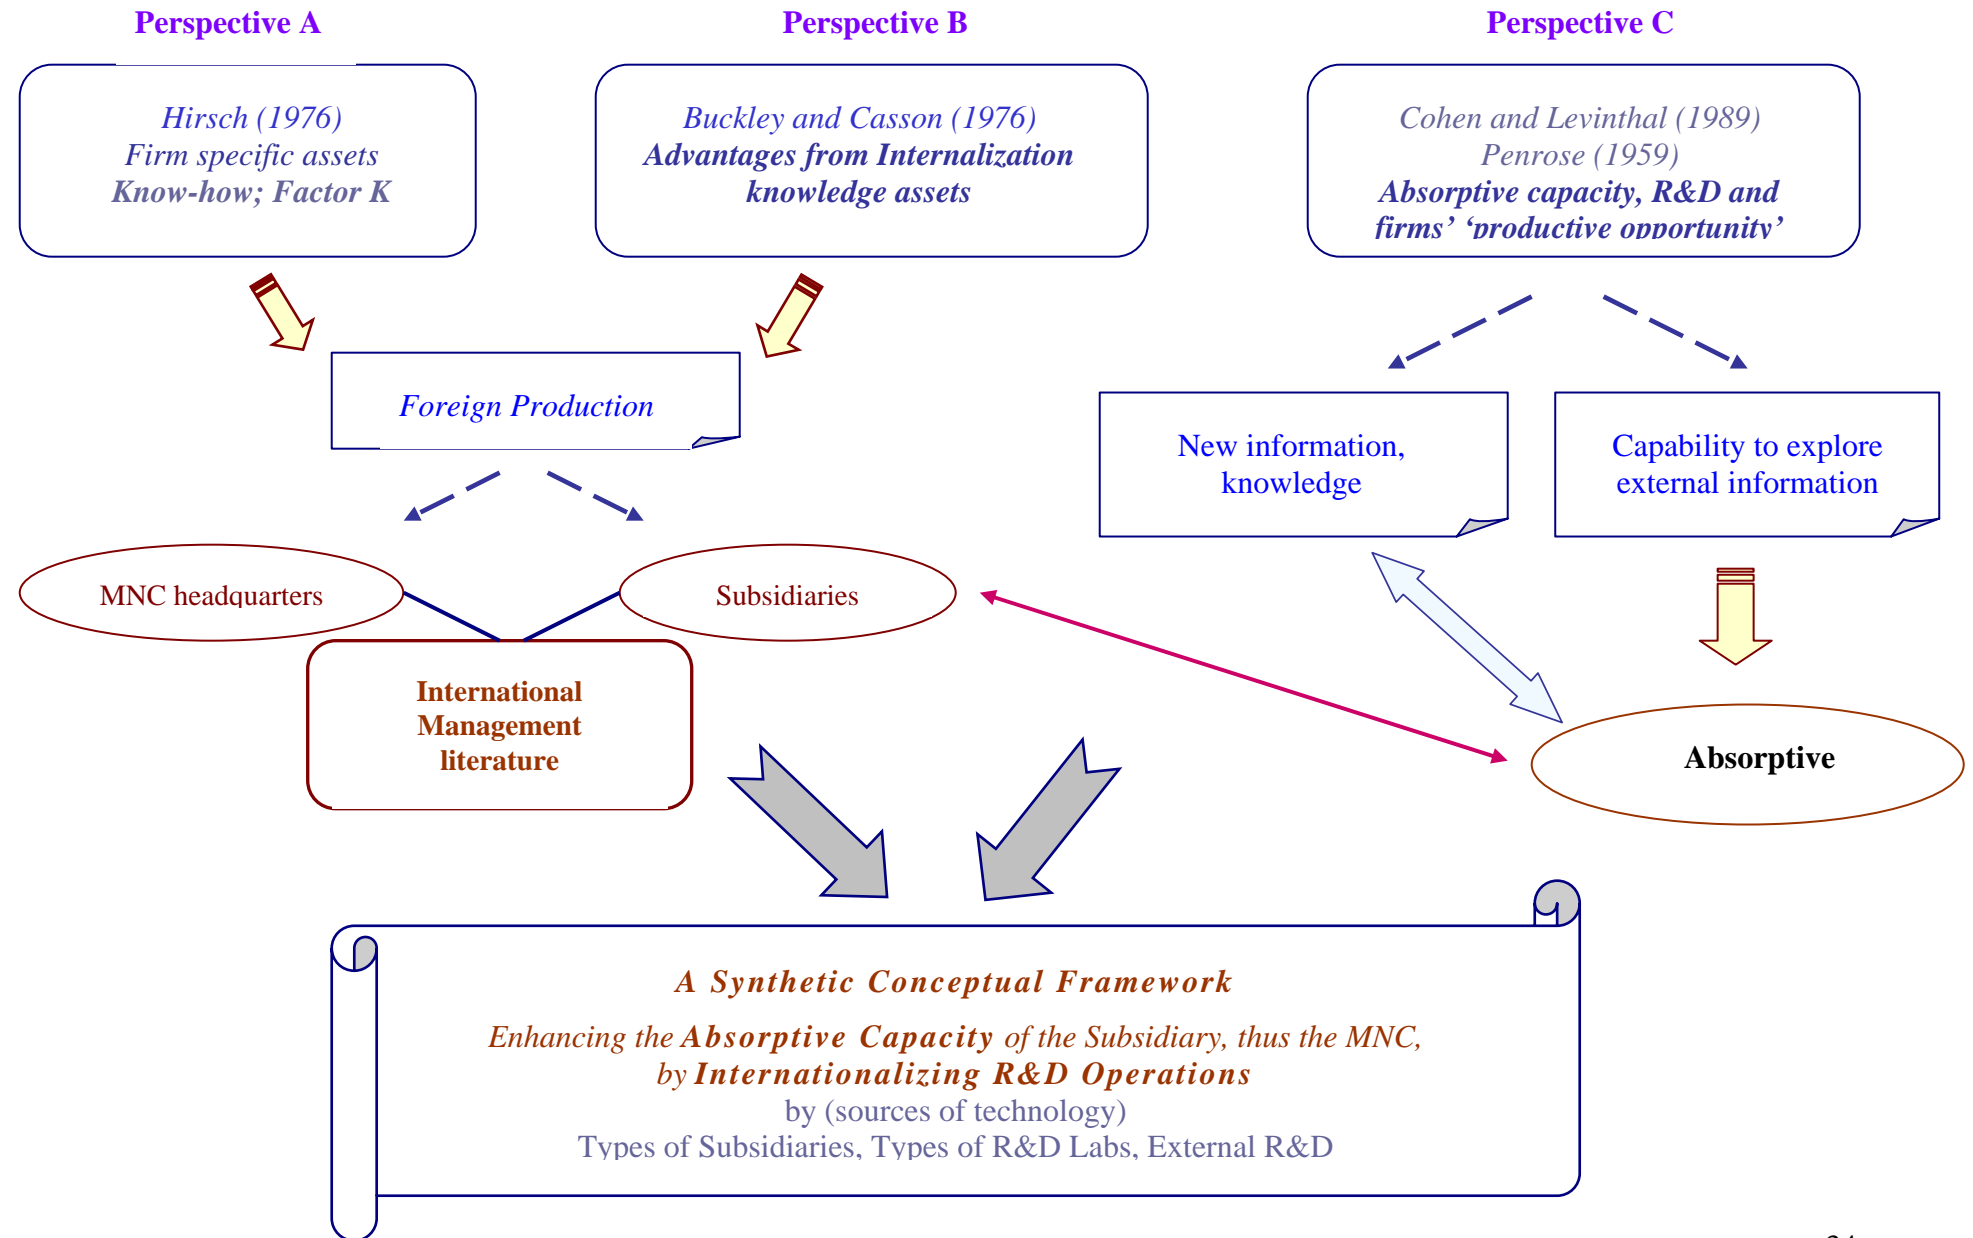 Perspective A
Perspective B
Perspective C
Hirsch (1976)
Firm specific assets
Know-how; Factor K
Buckley and Casson (1976)
Advantages from Internalization
knowledge assets
Cohen and Levinthal (1989)
Penrose (1959)
Absorptive capacity, R&D and
firms’ ‘productive opportunity’
Foreign Production
New information,
knowledge
Capability to explore
external information
MNC headquarters
Subsidiaries
International
Management
literature
Absorptive
A Synthetic Conceptual Framework
Enhancing the Absorptive Capacity of the Subsidiary, thus the MNC,
by Internationalizing R&D Operations
by (sources of technology)
Types of Subsidiaries, Types of R&D Labs, External R&D